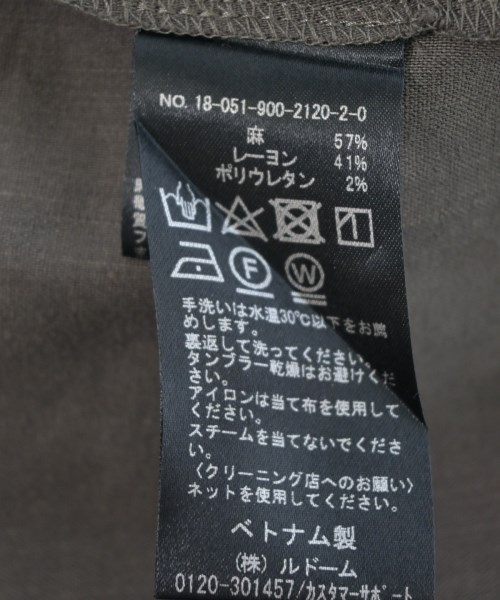 NO. 18-051-900-2120-2-0
麻 57%
レーヨン 41%
ポリウレタン 2%
F W
手洗いは水温30℃以下をお薦
めします。
裏返して洗ってください。
タンブラー乾燥はお避けくだ
さい。
アイロンは当て布を使用して
ください。
スチームを当てないでくださ
い。
〈クリーニング店へのお願い〉
ネットを使用してください。
ベトナム製
(株) ルドーム
0120-301457/カスタマーサポート